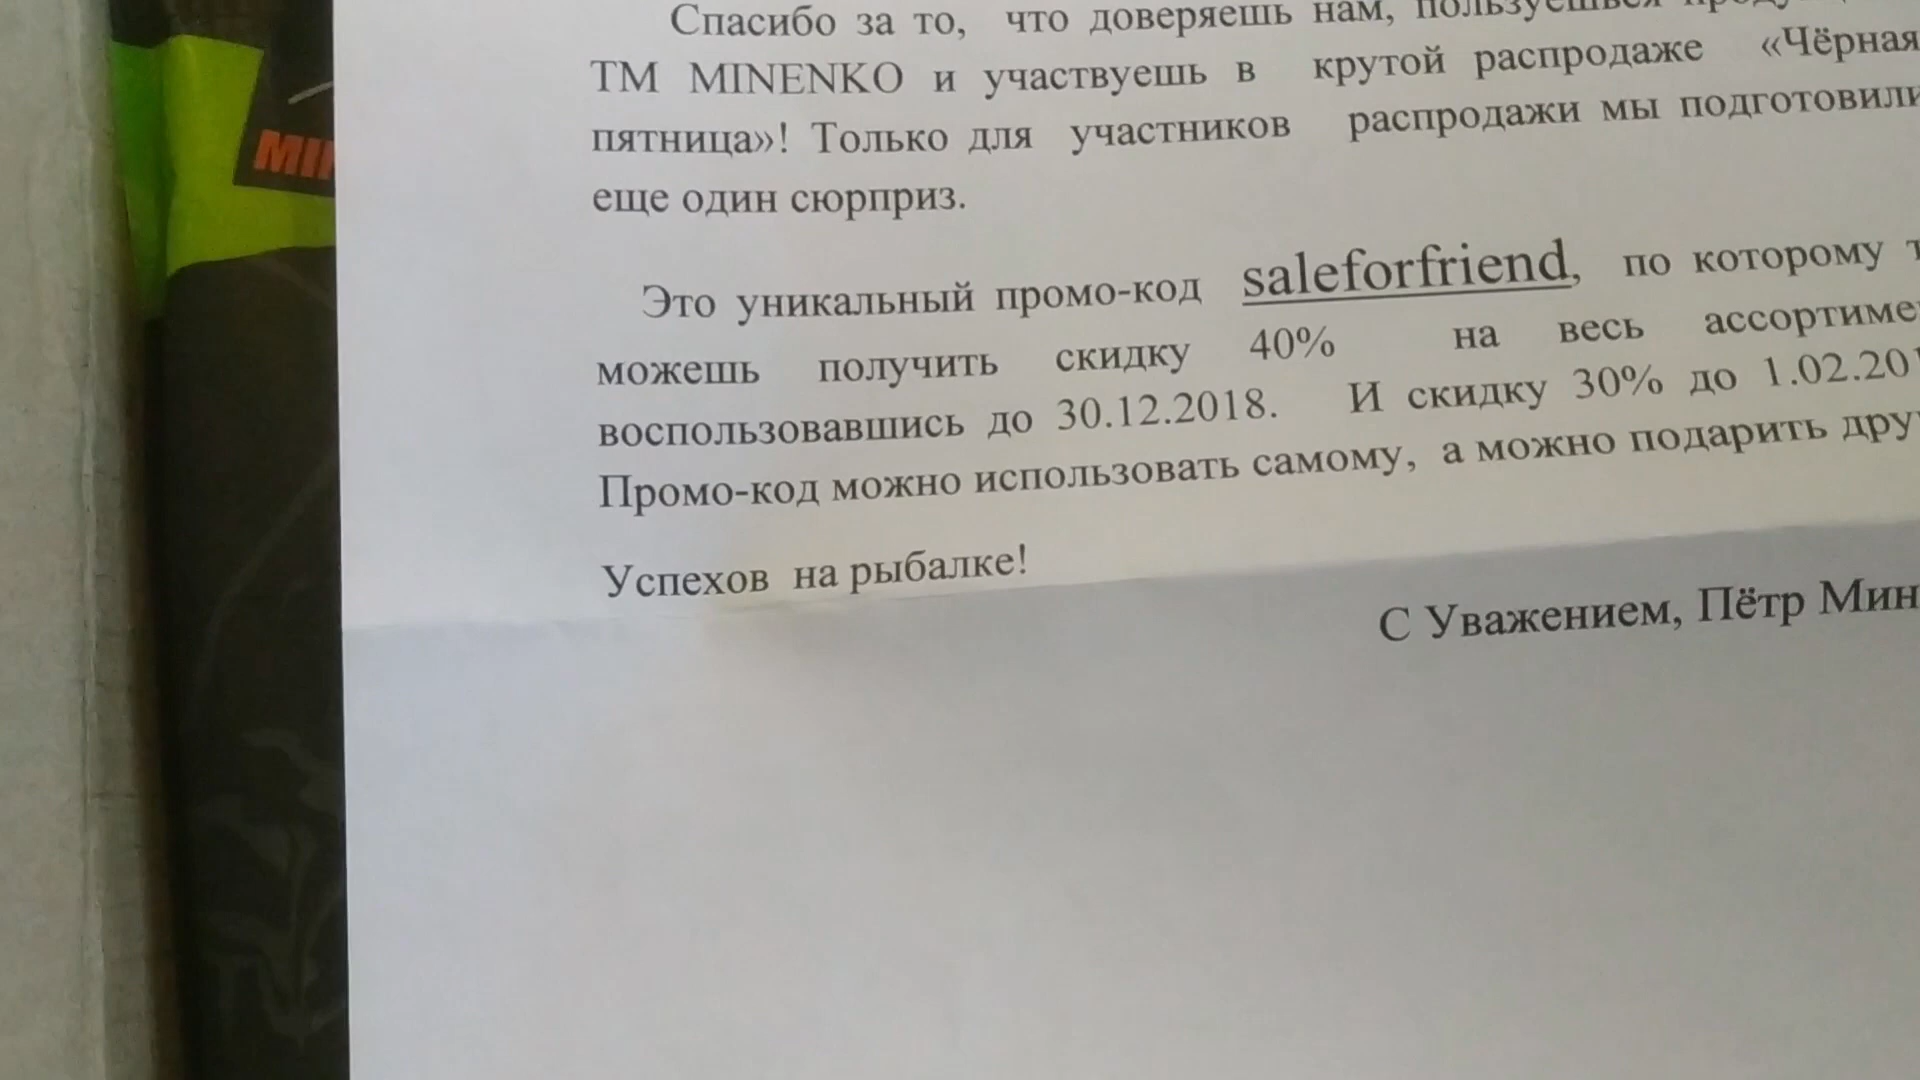 Спасибо за то, что доверяешь нам, пользуешься
ТМ MINENKO и участвуешь в крутой распродаже «Чёрная
пятница»! Только для участников распродажи мы подготовили
еще один сюрприз.
Это уникальный промо-код saleforfriend, по которому
можешь получить скидку 40% на весь
воспользовавшись до 30.12.2018. И скидку 30% до
Промо-код можно использовать самому, а можно подарить
Успехов на рыбалке!
С Уважением, Пётр